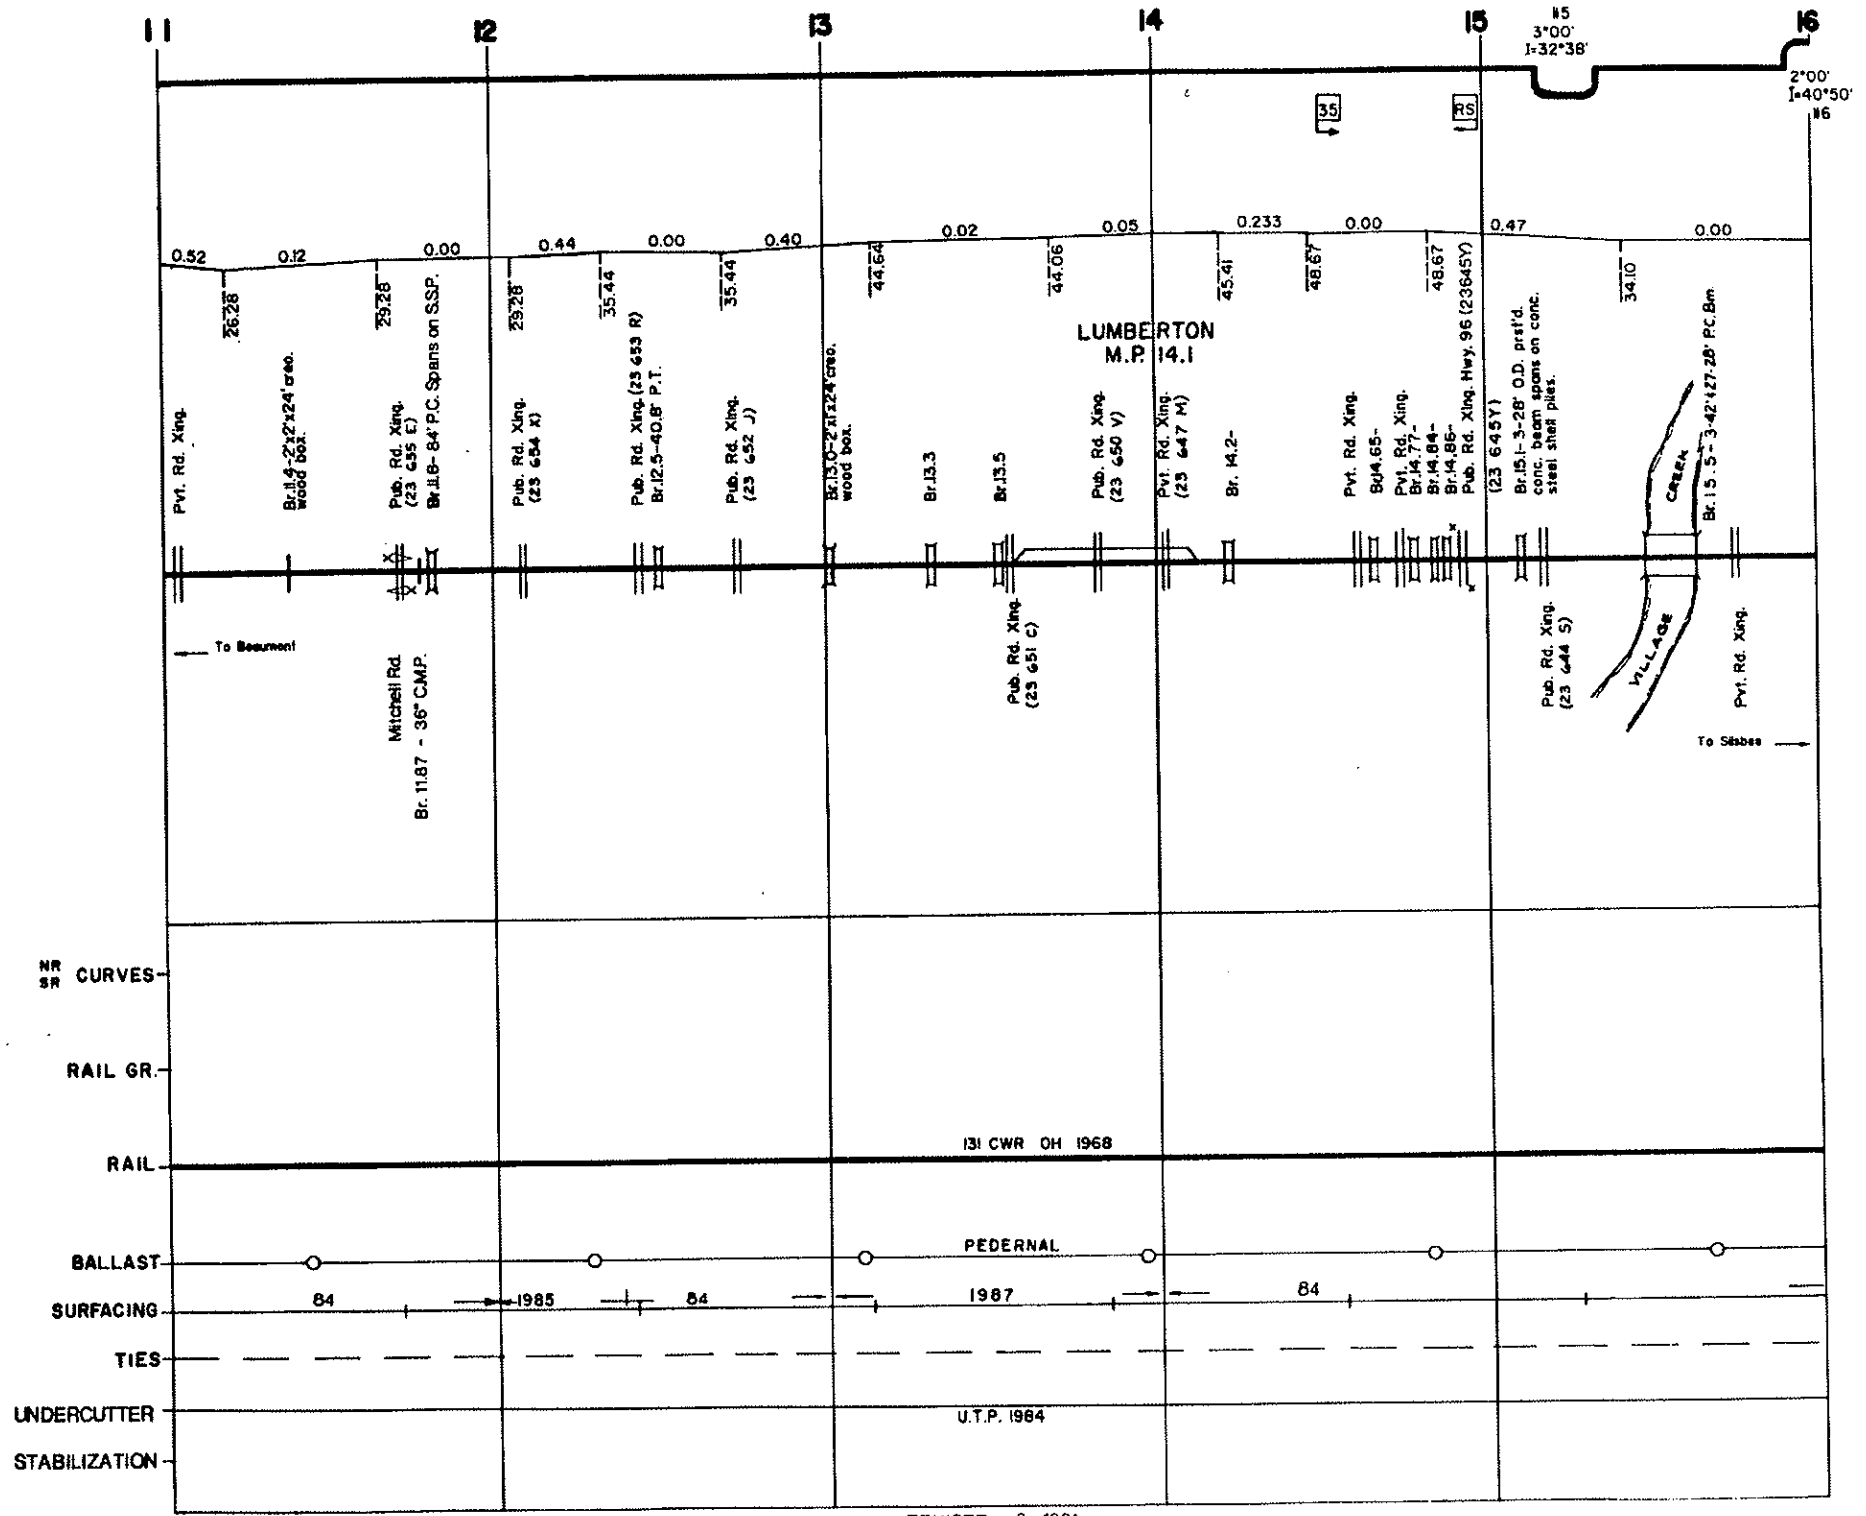 11
12
13
14
15
16
#5
3°00'
I=32°38'
2°00'
I=40°50'
#6
35
RS
0.52
0.12
0.00
0.44
0.00
0.40
0.02
0.05
0.233
0.00
0.47
0.00
26.28
29.28
29.28
35.44
35.44
44.64
44.06
45.41
48.67
48.67
34.10
LUMBERTON
M.P. 14.1
Pvt. Rd. Xing.
Br.11.4-2'x2'x24'creo.
wood box.
Pub. Rd. Xing.
(23 655 E)
Br.11.8- 84' P.C. Spans on S.S.P.
Pub. Rd. Xing.
(23 654 X)
Pub. Rd. Xing. (23 653 R)
Br.12.5-40.8' P.T.
Pub. Rd. Xing.
(23 652 J)
Br.13.0-2'x1'x24'creo.
wood box.
Br.13.3
Br.13.5
Pub. Rd. Xing.
(23 650 V)
Pvt. Rd. Xing.
(23 647 M)
Br. 14.2-
Pvt. Rd Xing.
Br.14.65-
Pvt. Rd. Xing.
Br.14.77-
Br.14.84-
Br.14.86-
Pub. Rd. Xing. Hwy. 96 (23645Y)
(23 645Y)
Br.15.1- 3-28' O.D. prst'd.
conc. beam spans on conc.
steel shell piles.
CREEK
Br. 15.5 - 3-42'±27-28' P.C.Bm.
To Beaumont
Mitchell Rd.
Br. 11.87 - 36" C.M.P.
Pub. Rd. Xing.
(23 651 C)
Pub. Rd. Xing.
(23 644 S)
VILLAGE
Pvt. Rd. Xing.
To Silsbee
NR
SR
CURVES
RAIL GR.
RAIL
131 CWR OH 1968
BALLAST
PEDERNAL
SURFACING
84
1985
84
1987
84
TIES
UNDERCUTTER
U.T.P. 1984
STABILIZATION